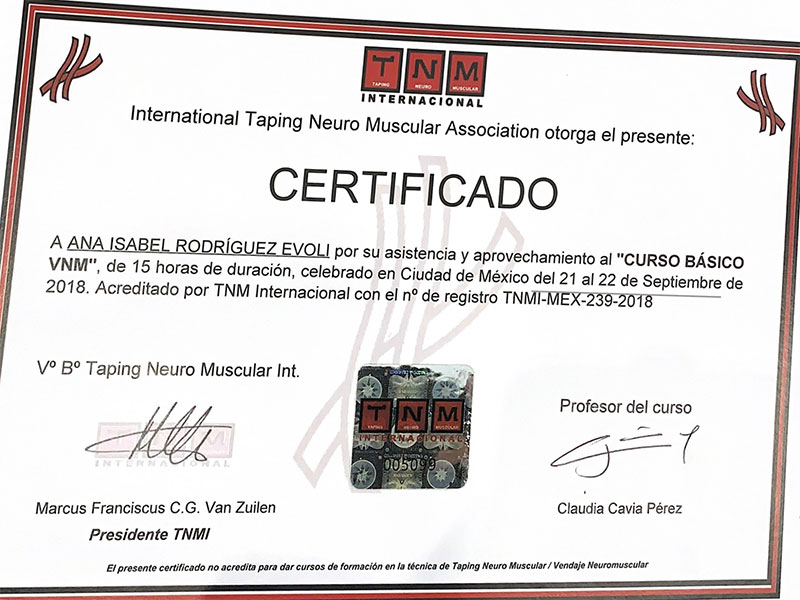 T N M
TAPING NEURO MUSCULAR
INTERNACIONAL
International Taping Neuro Muscular Association otorga el presente:
CERTIFICADO
A ANA ISABEL RODRÍGUEZ EVOLI por su asistencia y aprovechamiento al "CURSO BÁSICO
VNM", de 15 horas de duración, celebrado en Ciudad de México del 21 al 22 de Septiembre de
2018. Acreditado por TNM Internacional con el nº de registro TNMI-MEX-239-2018
Vº Bº Taping Neuro Muscular Int.
T N M
TAPING NEURO MUSCULAR
INTERNACIONAL
005099
Profesor del curso
T N M
INTERNACIONAL
Marcus Franciscus C.G. Van Zuilen
Presidente TNMI
Claudia Cavia Pérez
El presente certificado no acredita para dar cursos de formación en la técnica de Taping Neuro Muscular / Vendaje Neuromuscular